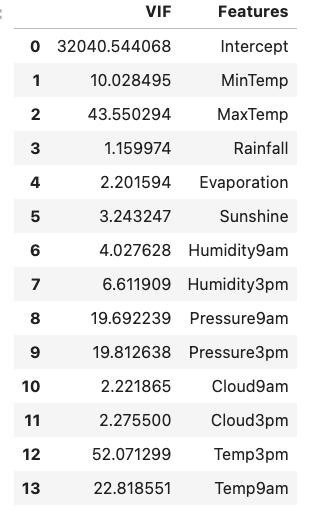 VIF Features
0 32040.544068 Intercept
1 10.028495 MinTemp
2 43.550294 MaxTemp
3 1.159974 Rainfall
4 2.201594 Evaporation
5 3.243247 Sunshine
6 4.027628 Humidity9am
7 6.611909 Humidity3pm
8 19.692239 Pressure9am
9 19.812638 Pressure3pm
10 2.221865 Cloud9am
11 2.275500 Cloud3pm
12 52.071299 Temp3pm
13 22.818551 Temp9am